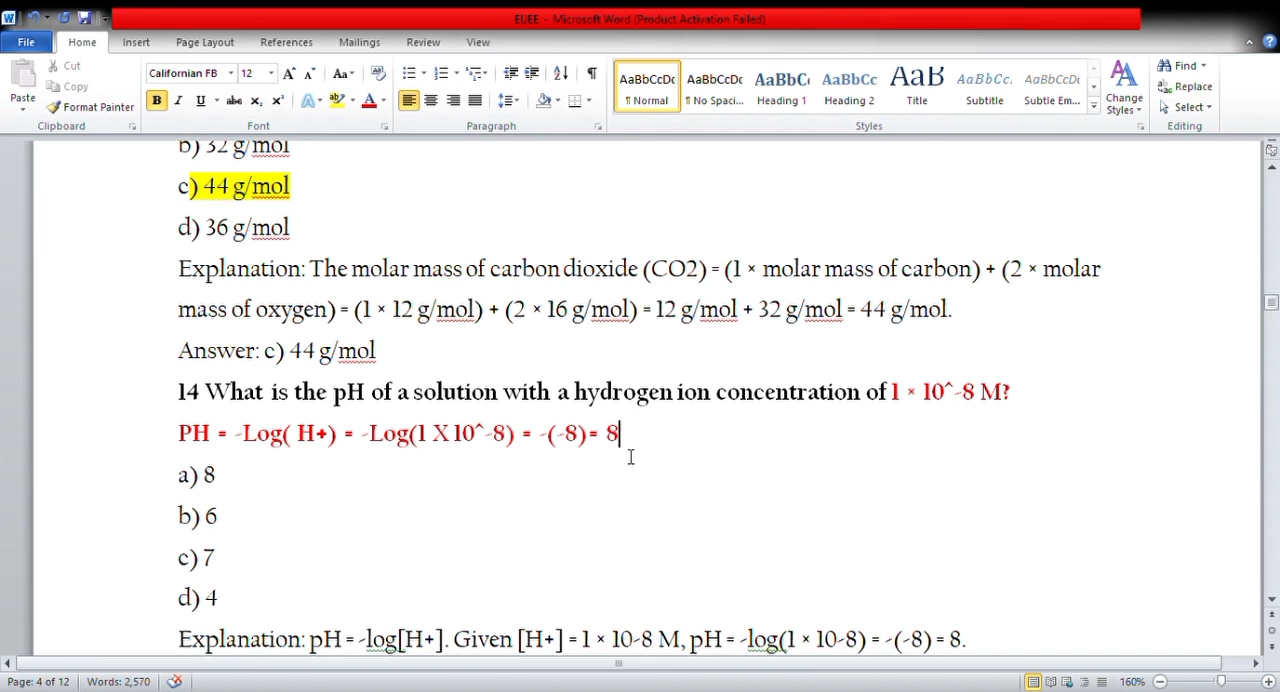 EUEE - Microsoft Word (Product Activation Failed)
File Home Insert Page Layout References Mailings Review View
Paste
Cut
Copy
Format Painter
Clipboard
Californian FB 12
Font
Paragraph
AaBbCcDc AaBbCcDc AaBbC AaBbCc AaB AaBbCc. AaBbCcDc
¶ Normal ¶ No Spaci... Heading 1 Heading 2 Title Subtitle Subtle Em...
Styles
Change
Styles
Find
Replace
Select
Editing
b) 32 g/mol
c) 44 g/mol
d) 36 g/mol
Explanation: The molar mass of carbon dioxide (CO2) = (1 × molar mass of carbon) + (2 × molar
mass of oxygen) = (1 × 12 g/mol) + (2 × 16 g/mol) = 12 g/mol + 32 g/mol = 44 g/mol.
Answer: c) 44 g/mol
14 What is the pH of a solution with a hydrogen ion concentration of 1 × 10^-8 M?
PH = -Log( H+) = -Log(1 X 10^-8) = -(-8)= 8
a) 8
b) 6
c) 7
d) 4
Explanation: pH = -log[H+]. Given [H+] = 1 × 10-8 M, pH = -log(1 × 10-8) = -(-8) = 8.
Page: 4 of 12 Words: 2,570 160%